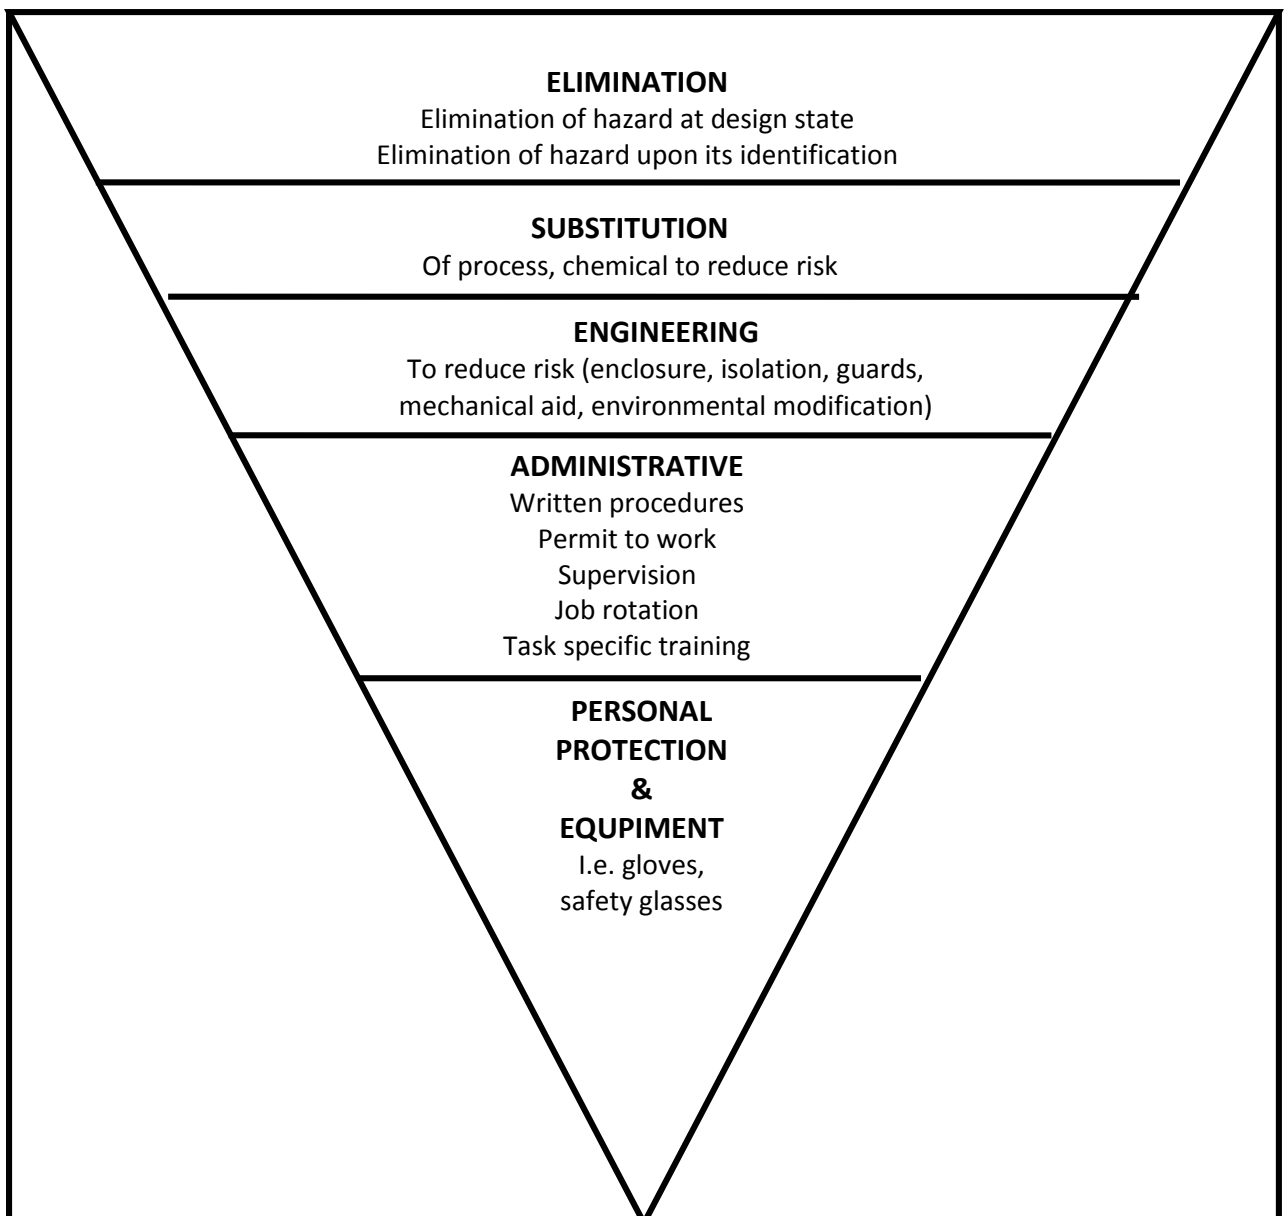 ELIMINATION
Elimination of hazard at design state
Elimination of hazard upon its identification
SUBSTITUTION
Of process, chemical to reduce risk
ENGINEERING
To reduce risk (enclosure, isolation, guards,
mechanical aid, environmental modification)
ADMINISTRATIVE
Written procedures
Permit to work
Supervision
Job rotation
Task specific training
PERSONAL
PROTECTION
&
EQUPIMENT
I.e. gloves,
safety glasses